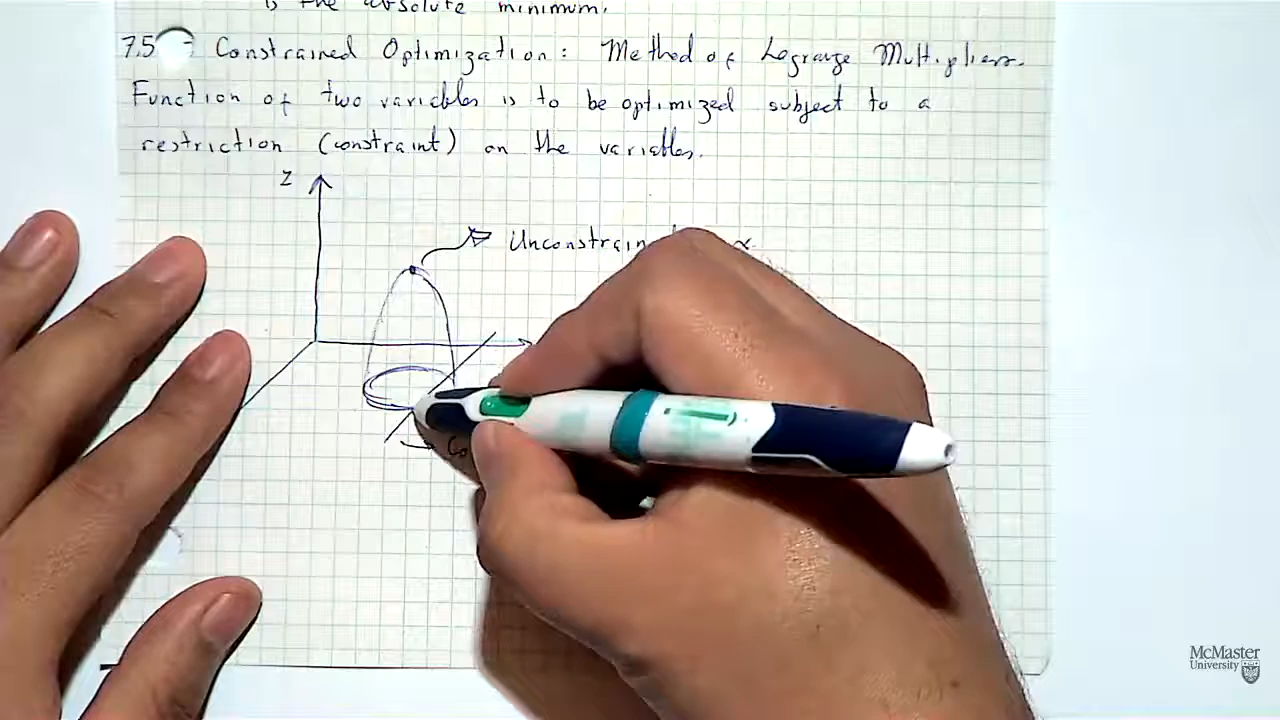 is the absolute minimum.
7.5 - Constrained Optimization: Method of Lagrange Multipliers.
Function of two variables is to be optimized subject to a
restriction (constraint) on the variables.
z
Unconstrain
Co
McMaster
University